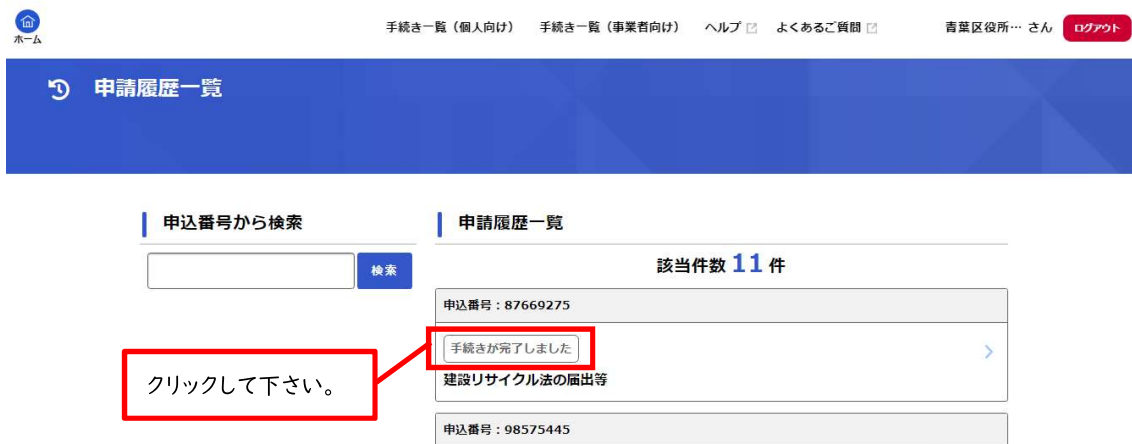 ホーム
手続き一覧（個人向け） 手続き一覧（事業者向け） ヘルプ よくあるご質問 青葉区役所… さん ログアウト
申請履歴一覧
申込番号から検索
検索
申請履歴一覧
該当件数 11 件
申込番号：87669275
手続きが完了しました
建設リサイクル法の届出等
クリックして下さい。
申込番号：98575445